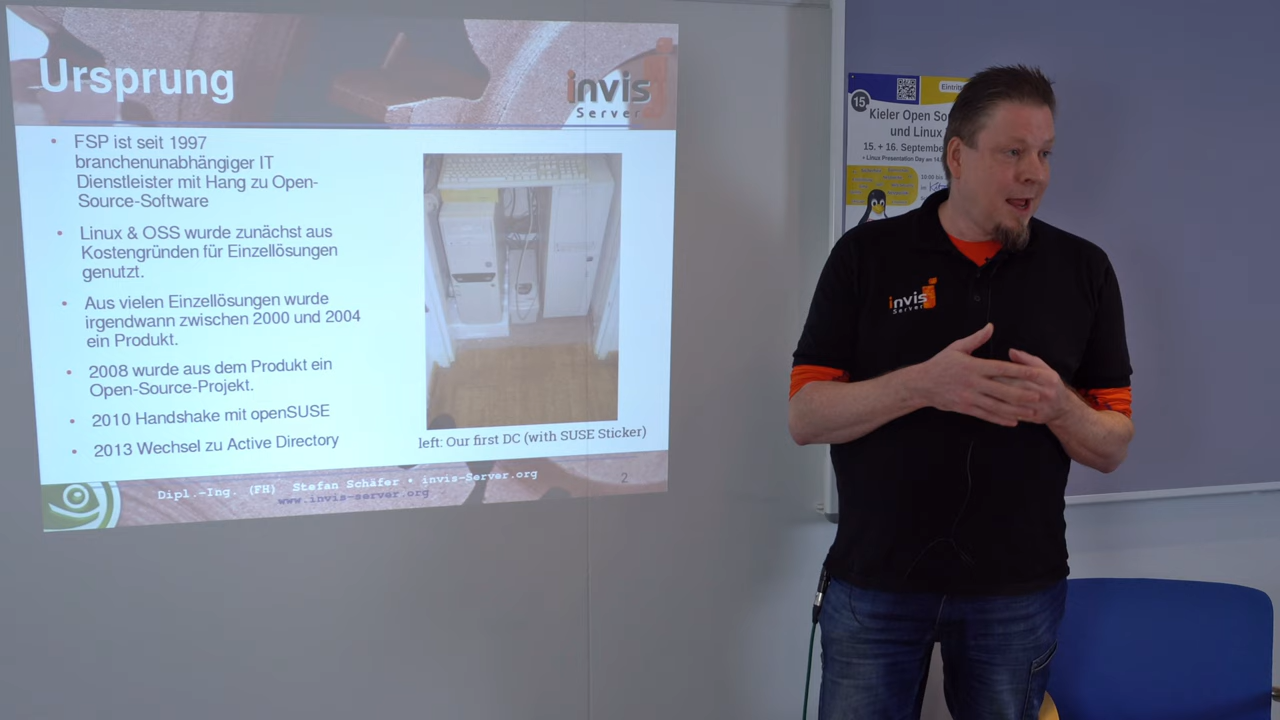 Ursprung
invis
Server
FSP ist seit 1997
branchenunabhängiger IT
Dienstleister mit Hang zu Open-
Source-Software
Linux & OSS wurde zunächst aus
Kostengründen für Einzellösungen
genutzt.
Aus vielen Einzellösungen wurde
irgendwann zwischen 2000 und 2004
ein Produkt.
2008 wurde aus dem Produkt ein
Open-Source-Projekt.
2010 Handshake mit openSUSE
2013 Wechsel zu Active Directory
left: Our first DC (with SUSE Sticker)
Dipl.-Ing. (FH) Stefan Schäfer • invis-Server.org
www.invis-server.org
2
15.
Kieler Open
und Linux
15. + 16.
• Linux Presentation Day
invis
Server